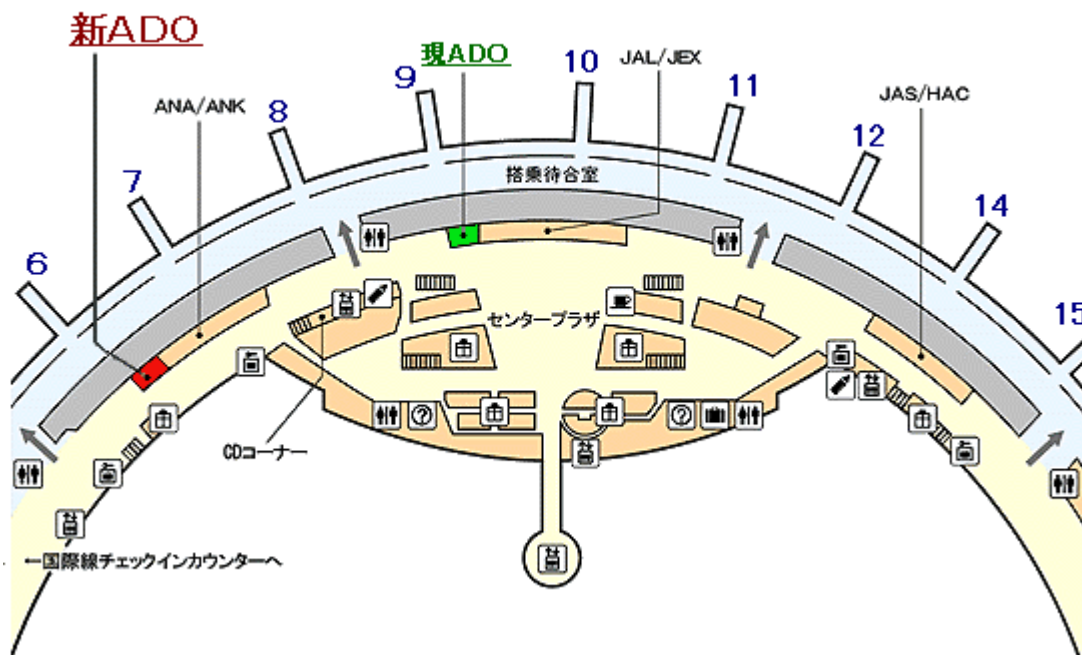 新ADO
現ADO
10
JAL/JEX
9
11
JAS/HAC
ANA/ANK
8
12
搭乗待合室
7
14
6
センタープラザ
15
CDコーナー
←国際線チェックインカウンターへ